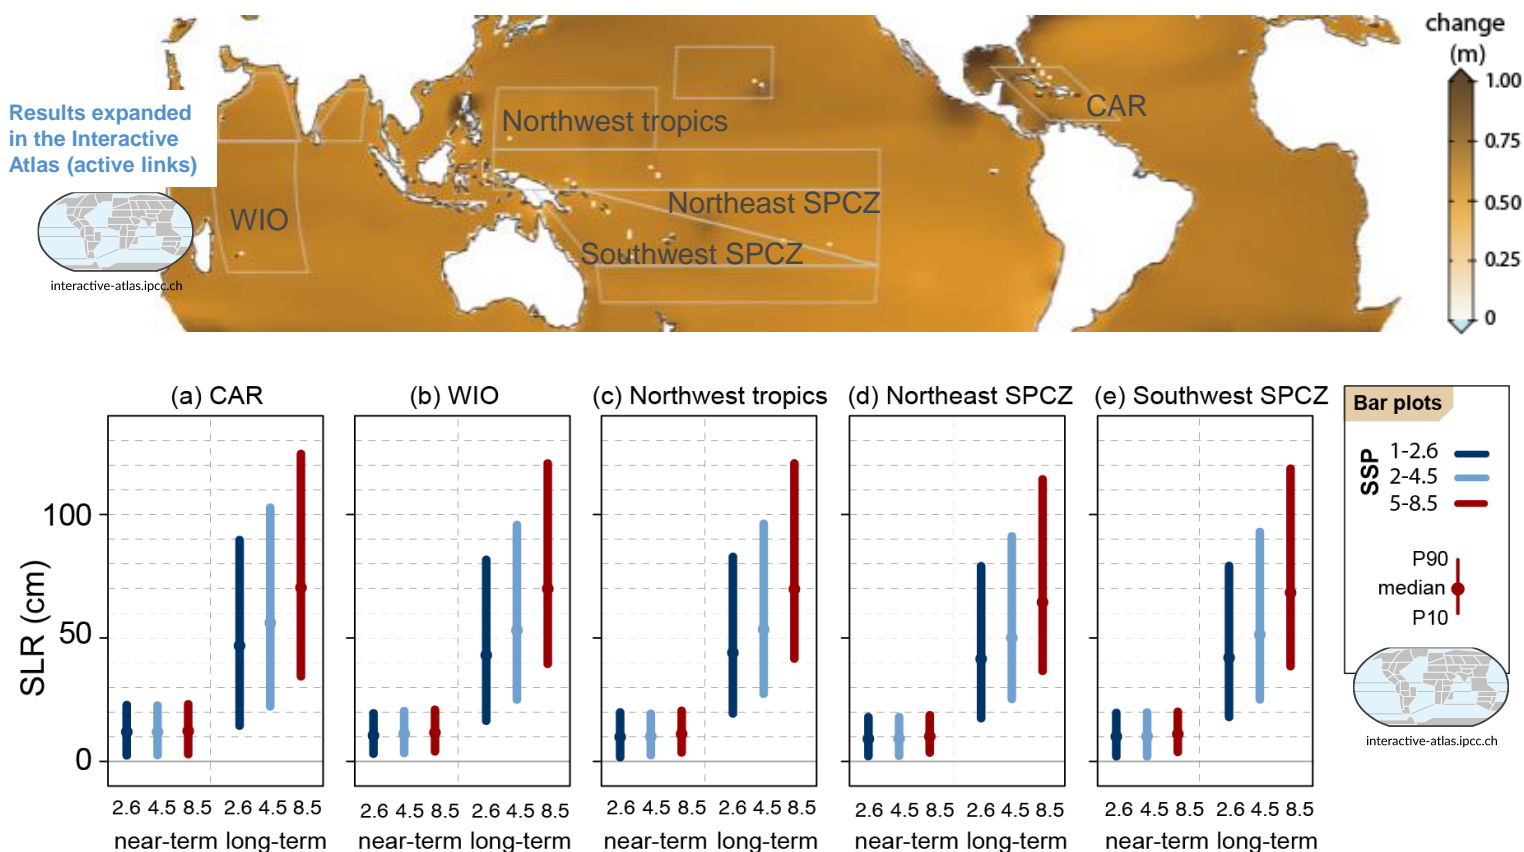 change
(m)
1.00
0.75
0.50
0.25
0
Results expanded
in the Interactive
Atlas (active links)
interactive-atlas.ipcc.ch
WIO
Northwest tropics
Northeast SPCZ
Southwest SPCZ
CAR
(a) CAR
(b) WIO
(c) Northwest tropics
(d) Northeast SPCZ
(e) Southwest SPCZ
SLR (cm)
100
50
0
2.6 4.5 8.5 2.6 4.5 8.5
near-term long-term
2.6 4.5 8.5 2.6 4.5 8.5
near-term long-term
2.6 4.5 8.5 2.6 4.5 8.5
near-term long-term
2.6 4.5 8.5 2.6 4.5 8.5
near-term long-term
2.6 4.5 8.5 2.6 4.5 8.5
near-term long-term
Bar plots
SSP
1-2.6
2-4.5
5-8.5
P90
median
P10
interactive-atlas.ipcc.ch